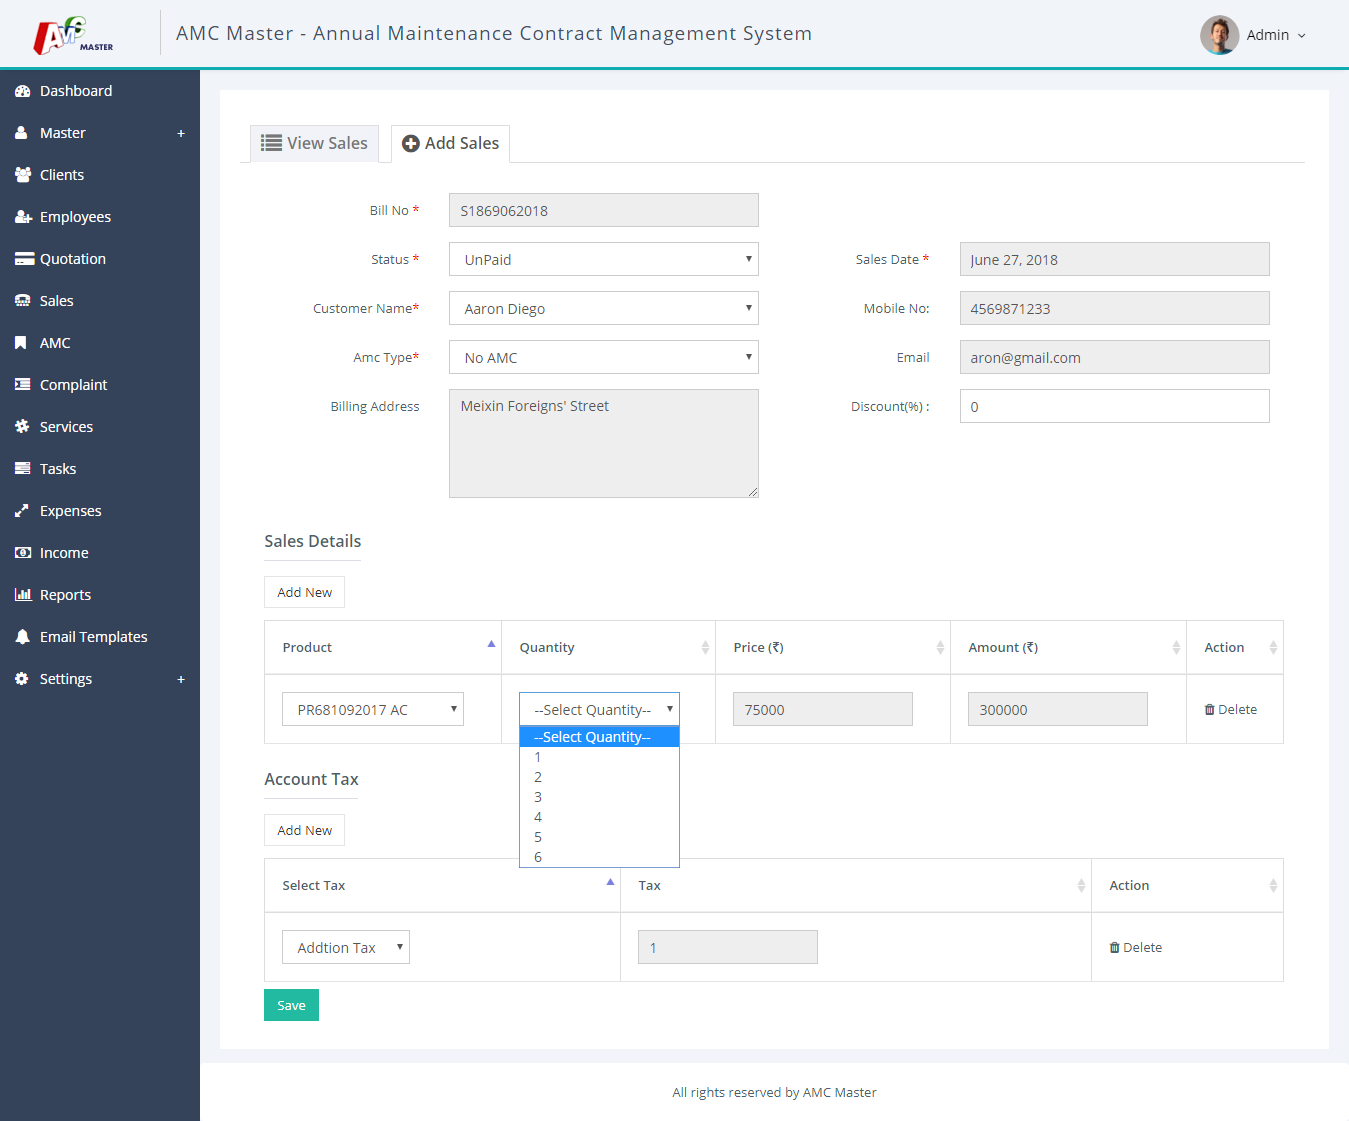 AMC MASTER
AMC Master - Annual Maintenance Contract Management System
Admin
Dashboard
Master +
Clients
Employees
Quotation
Sales
AMC
Complaint
Services
Tasks
Expenses
Income
Reports
Email Templates
Settings +
View Sales
Add Sales
Bill No * S1869062018
Status * UnPaid
Sales Date * June 27, 2018
Customer Name* Aaron Diego
Mobile No: 4569871233
Amc Type* No AMC
Email aron@gmail.com
Billing Address Meixin Foreigns' Street
Discount(%) : 0
Sales Details
Add New
Product Quantity Price (₹) Amount (₹) Action
PR681092017 AC --Select Quantity-- 75000 300000 Delete
--Select Quantity--
1
2
3
4
5
6
Account Tax
Add New
Select Tax Tax Action
Addtion Tax 1 Delete
Save
All rights reserved by AMC Master